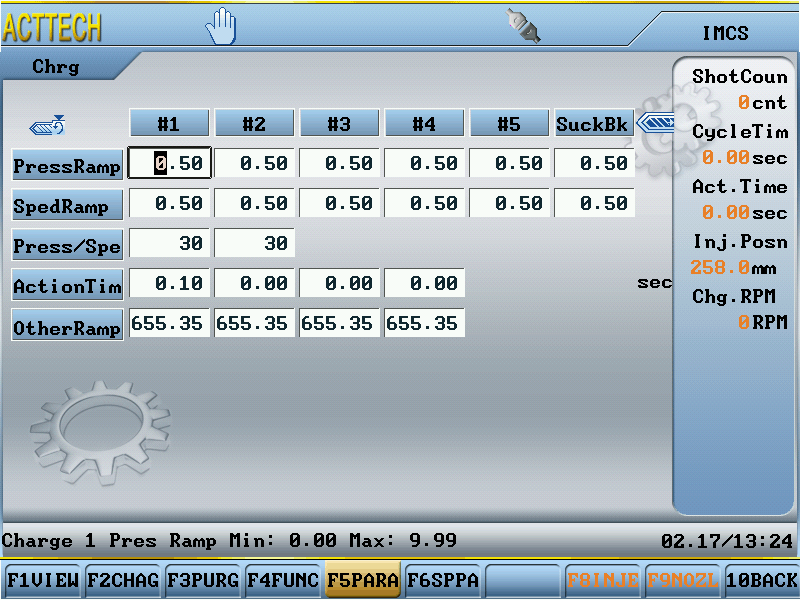 ACTTECH
IMCS
Chrg
#1 #2 #3 #4 #5 SuckBk
PressRamp 0.50 0.50 0.50 0.50 0.50 0.50
SpedRamp 0.50 0.50 0.50 0.50 0.50 0.50
Press/Spe 30 30
ActionTim 0.10 0.00 0.00 0.00 sec
OtherRamp 655.35 655.35 655.35 655.35
ShotCoun
0cnt
CycleTim
0.00sec
Act.Time
0.00sec
Inj.Posn
258.0mm
Chg.RPM
0RPM
Charge 1 Pres Ramp Min: 0.00 Max: 9.99 02.17/13:24
F1VIEW F2CHAG F3PURG F4FUNC F5PARA F6SPPA F8INJE F9NOZL 10BACK